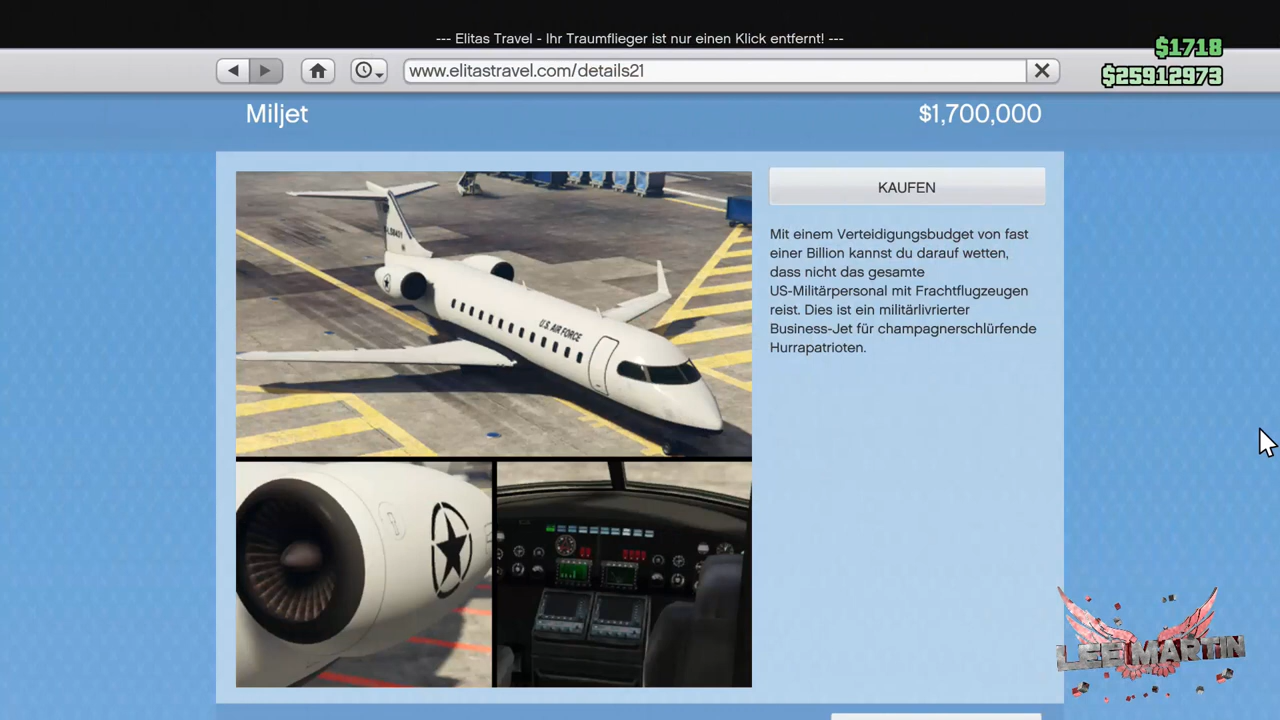 --- Elitas Travel - Ihr Traumflieger ist nur einen Klick entfernt! ---
$1718
www.elitastravel.com/details21
$25912973
Miljet
$1,700,000
KAUFEN
Mit einem Verteidigungsbudget von fast
einer Billion kannst du darauf wetten,
dass nicht das gesamte
US-Militärpersonal mit Frachtflugzeugen
reist. Dies ist ein militärlivrierter
Business-Jet für champagnerschlürfende
Hurrapatrioten.
U.S. AIR FORCE
LEE MARTIN